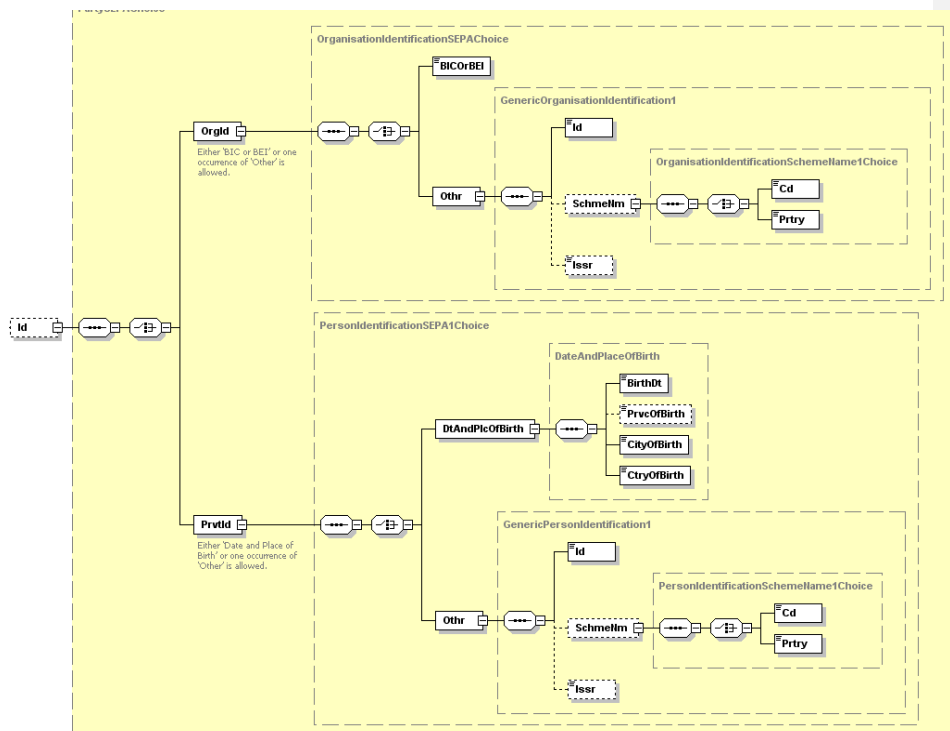 PartySEPAChoice
OrganisationIdentificationSEPAChoice
BICOrBEI
GenericOrganisationIdentification1
Id
OrgId
Either 'BIC or BEI' or one
occurrence of 'Other' is
allowed.
OrganisationIdentificationSchemeName1Choice
Cd
Othr
SchmeNm
Prtry
Issr
Id
PersonIdentificationSEPA1Choice
DateAndPlaceOfBirth
BirthDt
PrvcOfBirth
DtAndPlcOfBirth
CityOfBirth
CtryOfBirth
PrvtId
Either 'Date and Place of
Birth' or one occurrence of
'Other' is allowed.
GenericPersonIdentification1
Id
PersonIdentificationSchemeName1Choice
Cd
Othr
SchmeNm
Prtry
Issr